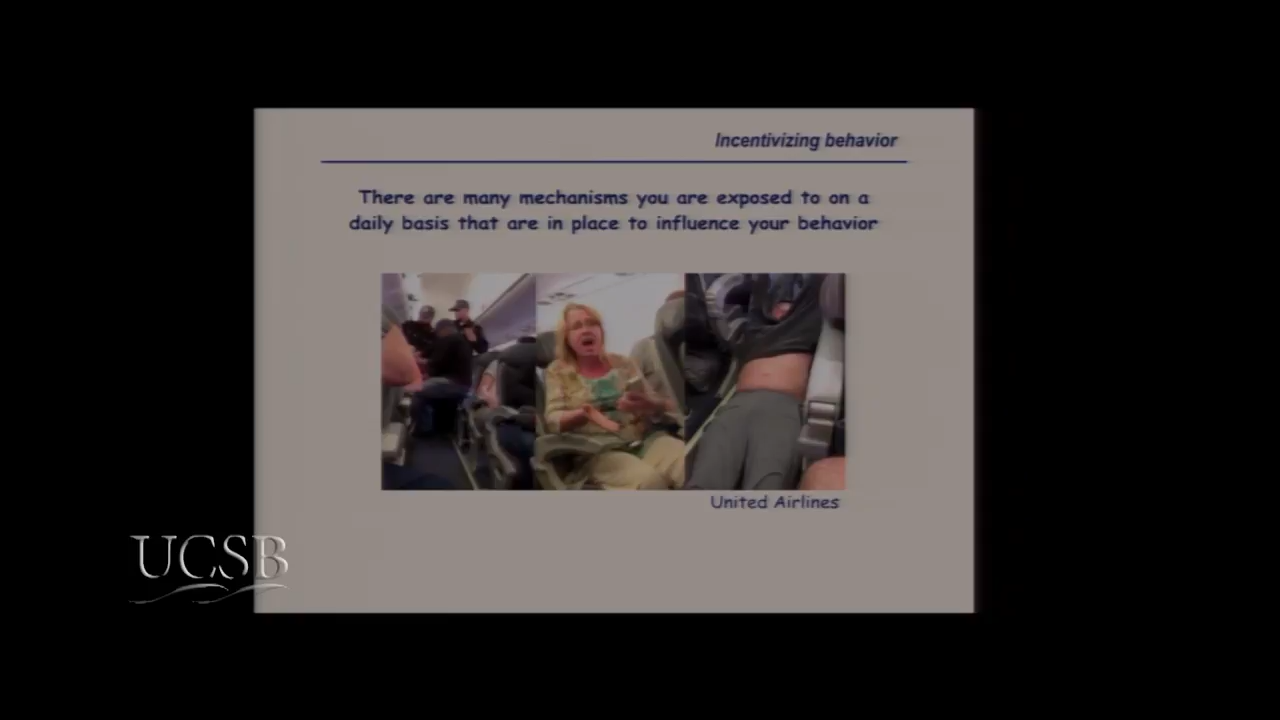 Incentivizing behavior
There are many mechanisms you are exposed to on a
daily basis that are in place to influence your behavior
United Airlines
UCSB